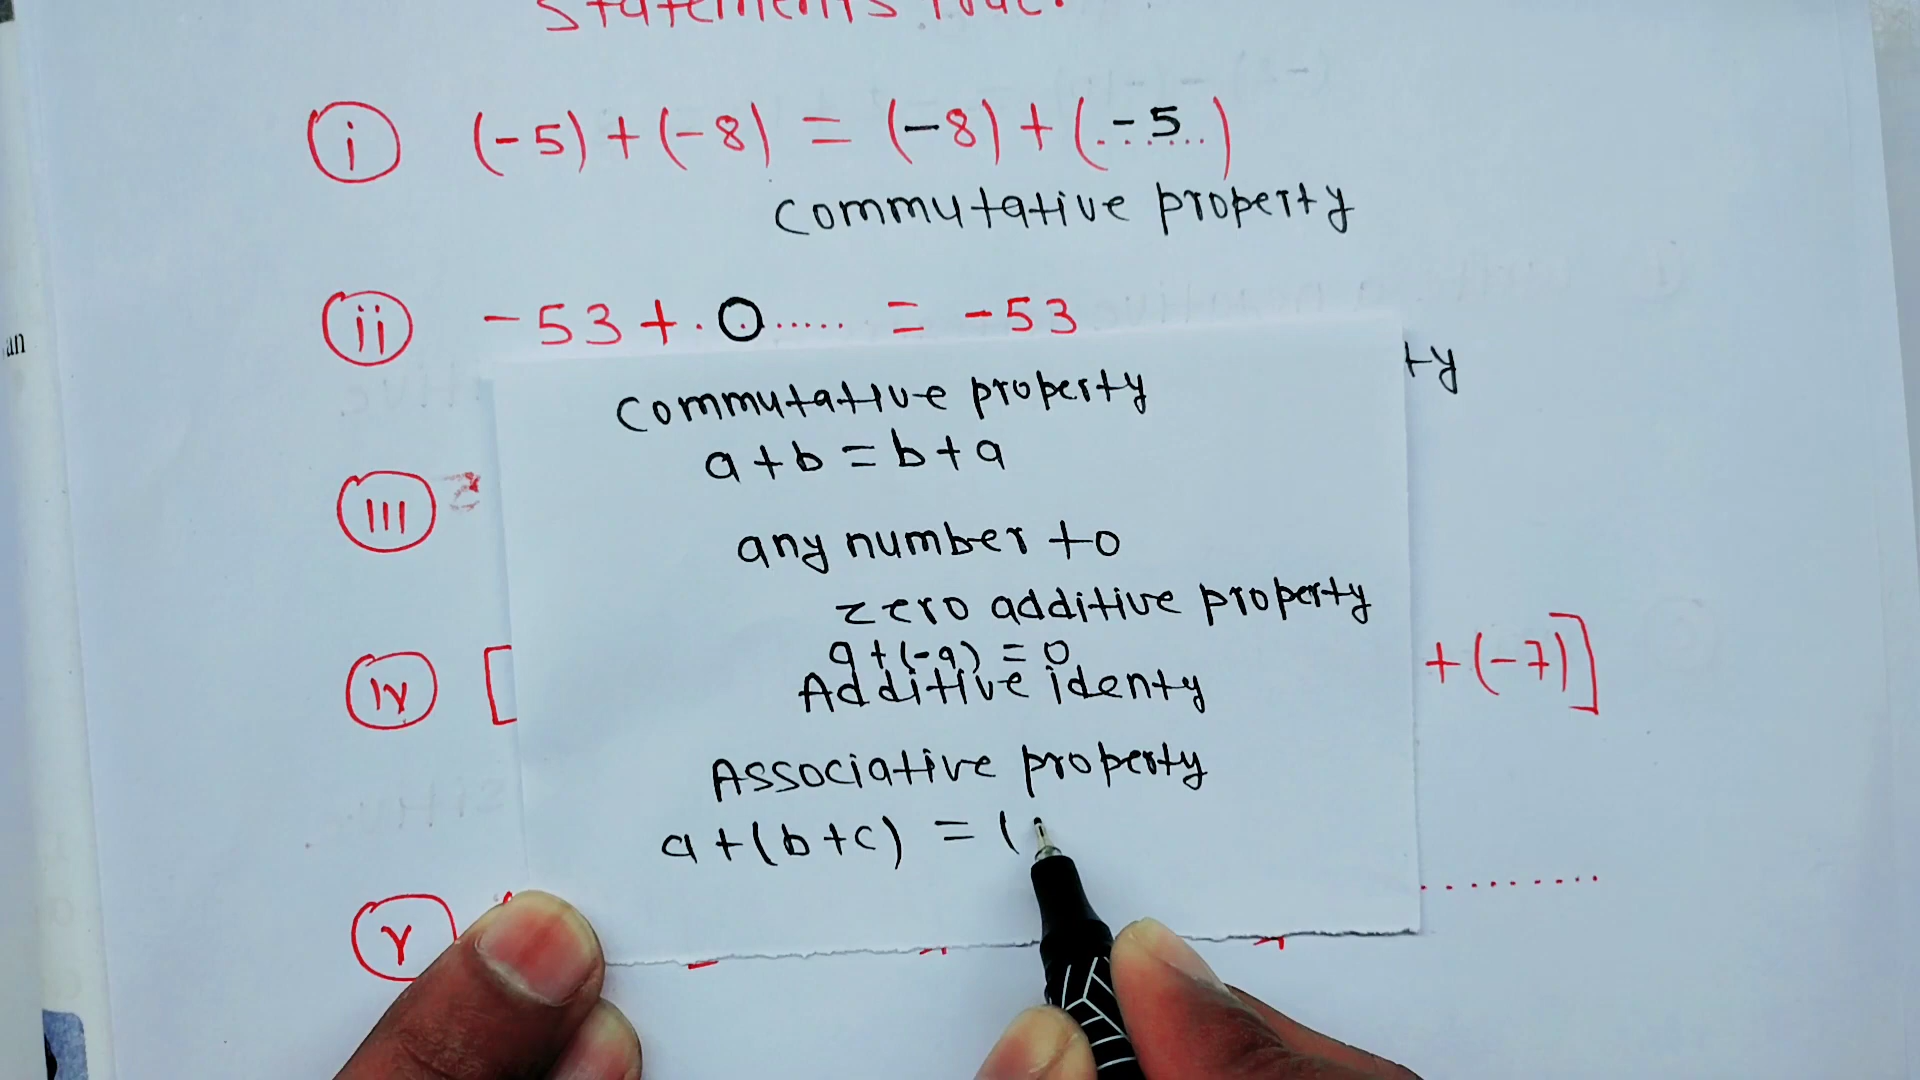 (i) (-5) + (-8) = (-8) + (..-5...)
commutative property
(ii) -53 + .0..... = -53
ty
an
commutative property
a + b = b + a
(iii)
any number to
zero additive property
a + (-a) = 0
(iv) [ + (-7)]
Additive identy
Associative property
a + (b + c) = (
.........
(v)